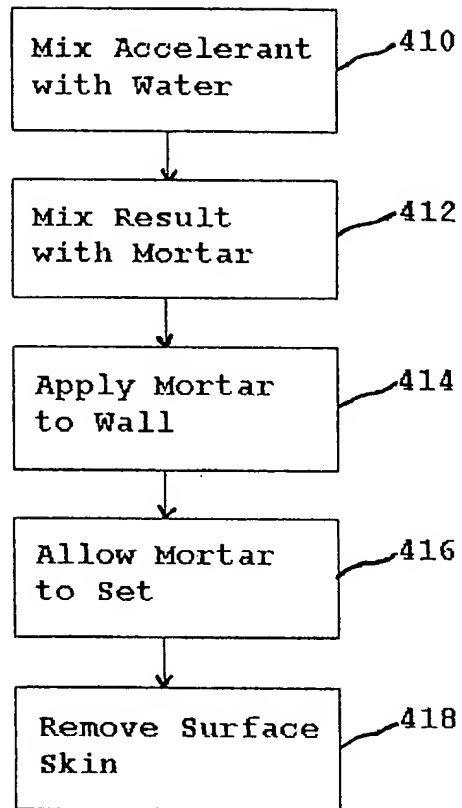 Mix Accelerant
with Water
410
Mix Result
with Mortar
412
Apply Mortar
to Wall
414
Allow Mortar
to Set
416
Remove Surface
Skin
418